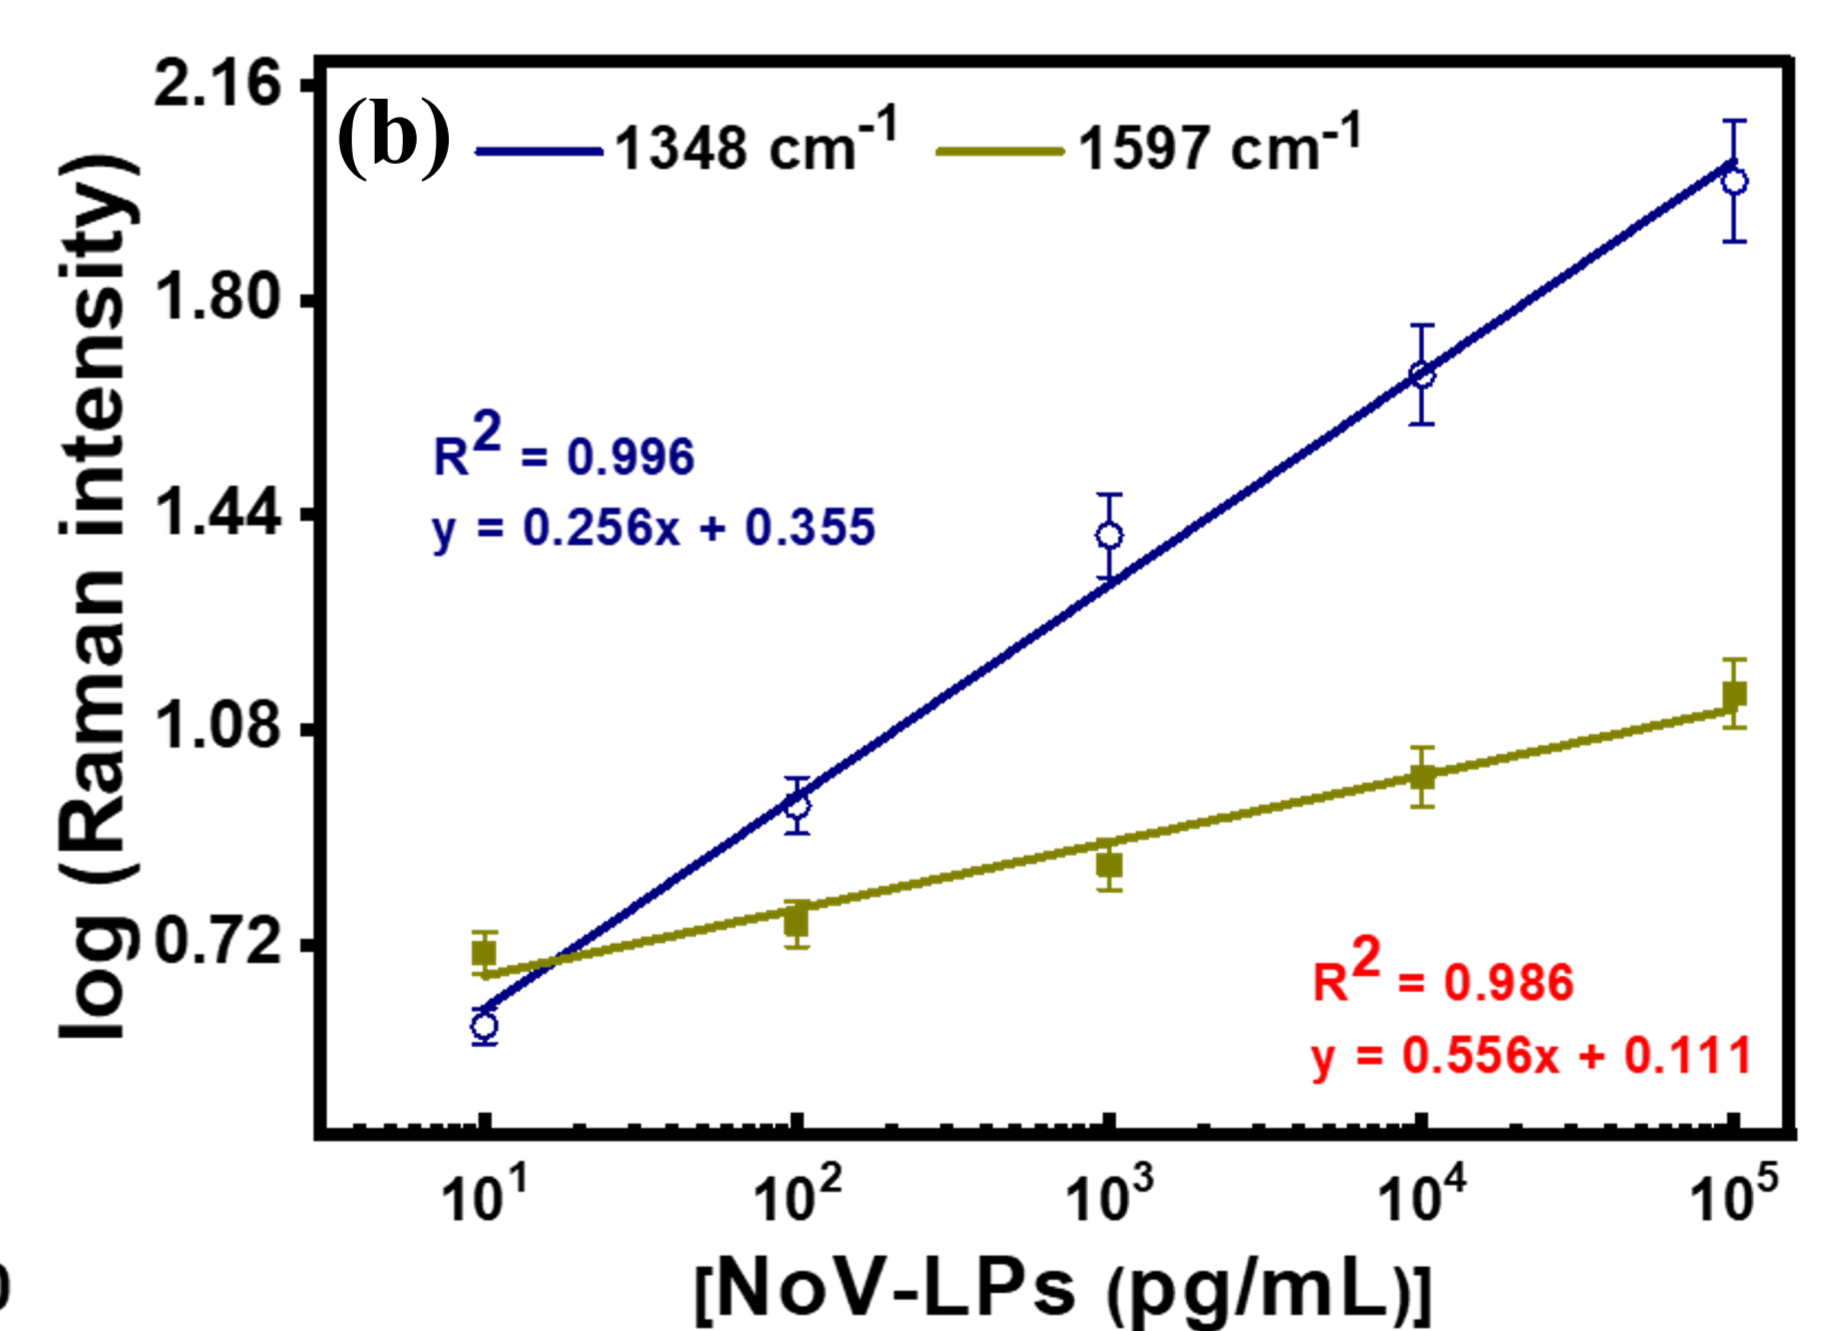 (b) 1348 cm⁻¹ 1597 cm⁻¹
2.16
1.80
1.44
1.08
0.72
log (Raman intensity)
R² = 0.996
y = 0.256x + 0.355
R² = 0.986
y = 0.556x + 0.111
10¹ 10² 10³ 10⁴ 10⁵
[NoV-LPs (pg/mL)]